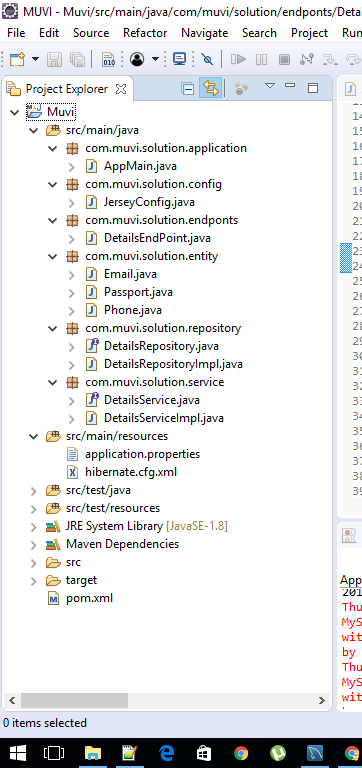 MUVI - Muvi/src/main/java/com/muvi/solution/endponts/Deta
File Edit Source Refactor Navigate Search Project Run
Project Explorer
Muvi
src/main/java
com.muvi.solution.application
AppMain.java
com.muvi.solution.config
JerseyConfig.java
com.muvi.solution.endponts
DetailsEndPoint.java
com.muvi.solution.entity
Email.java
Passport.java
Phone.java
com.muvi.solution.repository
DetailsRepository.java
DetailsRepositoryImpl.java
com.muvi.solution.service
DetailsService.java
DetailsServiceImpl.java
src/main/resources
application.properties
hibernate.cfg.xml
src/test/java
src/test/resources
JRE System Library [JavaSE-1.8]
Maven Dependencies
src
target
pom.xml
0 items selected
14
15
16
17
18
19
20
21
22
23
24
25
26
27
28
29
30
31
32
33
34
35
36
37
38
39
App
201
Thu
MyS
wit
by
Thu
MyS
wit